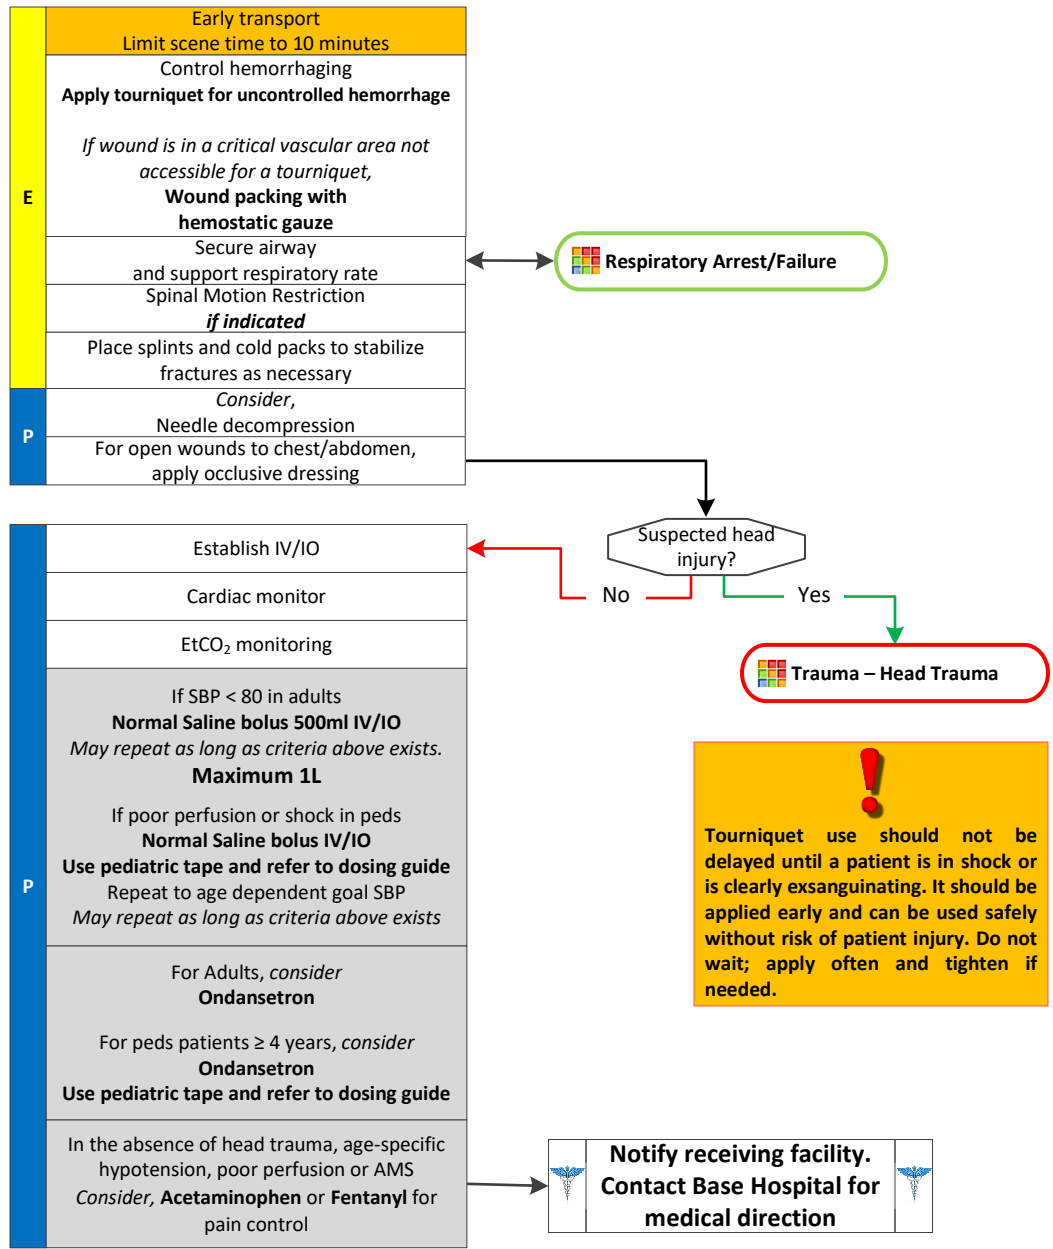 Early transport
Limit scene time to 10 minutes
E
Control hemorrhaging
Apply tourniquet for uncontrolled hemorrhage
If wound is in a critical vascular area not
accessible for a tourniquet,
Wound packing with
hemostatic gauze
Secure airway
and support respiratory rate
Respiratory Arrest/Failure
Spinal Motion Restriction
if indicated
Place splints and cold packs to stabilize
fractures as necessary
P
Consider,
Needle decompression
For open wounds to chest/abdomen,
apply occlusive dressing
Suspected head
injury?
No
Yes
Trauma – Head Trauma
P
Establish IV/IO
Cardiac monitor
EtCO₂ monitoring
If SBP < 80 in adults
Normal Saline bolus 500ml IV/IO
May repeat as long as criteria above exists.
Maximum 1L
If poor perfusion or shock in peds
Normal Saline bolus IV/IO
Use pediatric tape and refer to dosing guide
Repeat to age dependent goal SBP
May repeat as long as criteria above exists
For Adults, consider
Ondansetron
For peds patients ≥ 4 years, consider
Ondansetron
Use pediatric tape and refer to dosing guide
In the absence of head trauma, age-specific
hypotension, poor perfusion or AMS
Consider, Acetaminophen or Fentanyl for
pain control
Tourniquet use should not be
delayed until a patient is in shock or
is clearly exsanguinating. It should be
applied early and can be used safely
without risk of patient injury. Do not
wait; apply often and tighten if
needed.
Notify receiving facility.
Contact Base Hospital for
medical direction